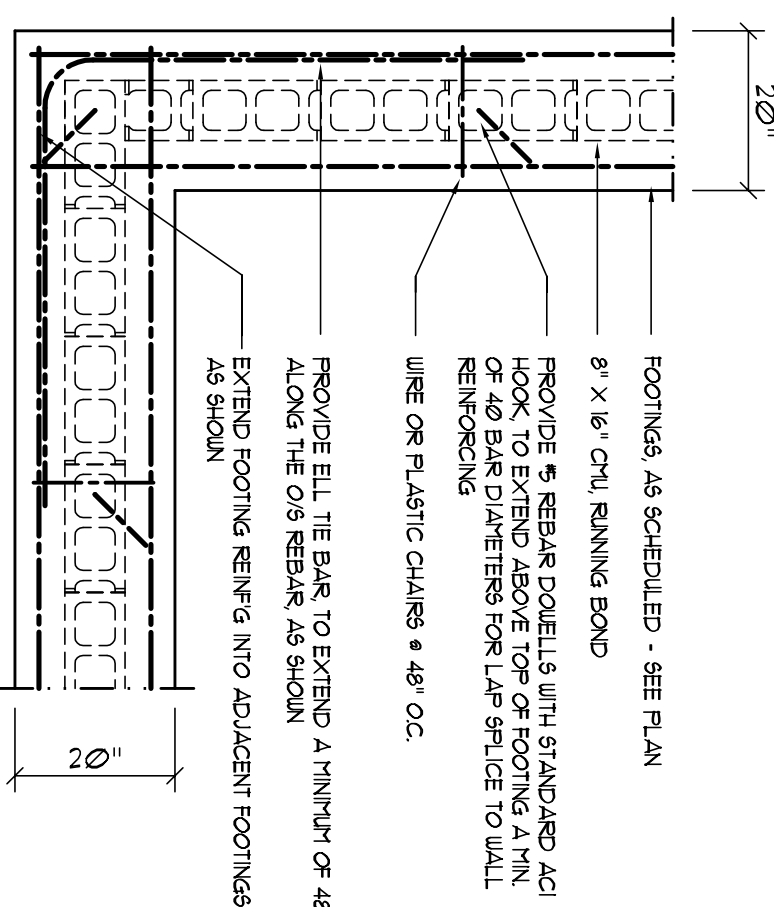 20"
FOOTINGS, AS SCHEDULED - SEE PLAN
8" X 16" CMU, RUNNING BOND
PROVIDE #5 REBAR DOWELLS WITH STANDARD ACI
HOOK, TO EXTEND ABOVE TOP OF FOOTING A MIN.
OF 40 BAR DIAMETERS FOR LAP SPLICE TO WALL
REINFORCING
WIRE OR PLASTIC CHAIRS @ 48" O.C.
PROVIDE ELL TIE BAR, TO EXTEND A MINIMUM OF 48
ALONG THE O/S REBAR, AS SHOWN
EXTEND FOOTING REINF'G INTO ADJACENT FOOTINGS
AS SHOWN
20"